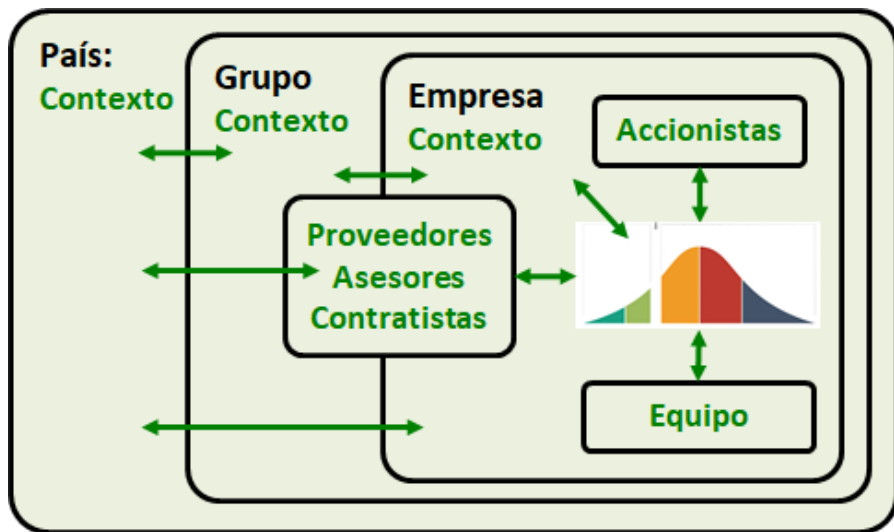 País:
Contexto
Grupo
Contexto
Empresa
Contexto
Accionistas
Proveedores
Asesores
Contratistas
Equipo